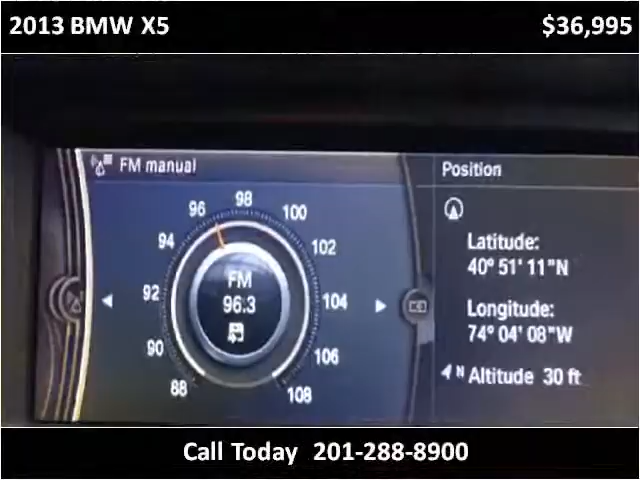 2013 BMW X5 $36,995
FM manual
Position
98
96 100
94 102
92 104
90 106
88 108
FM
96.3
Latitude:
40° 51' 11"N
Longitude:
74° 04' 08"W
N Altitude 30 ft
Call Today 201-288-8900